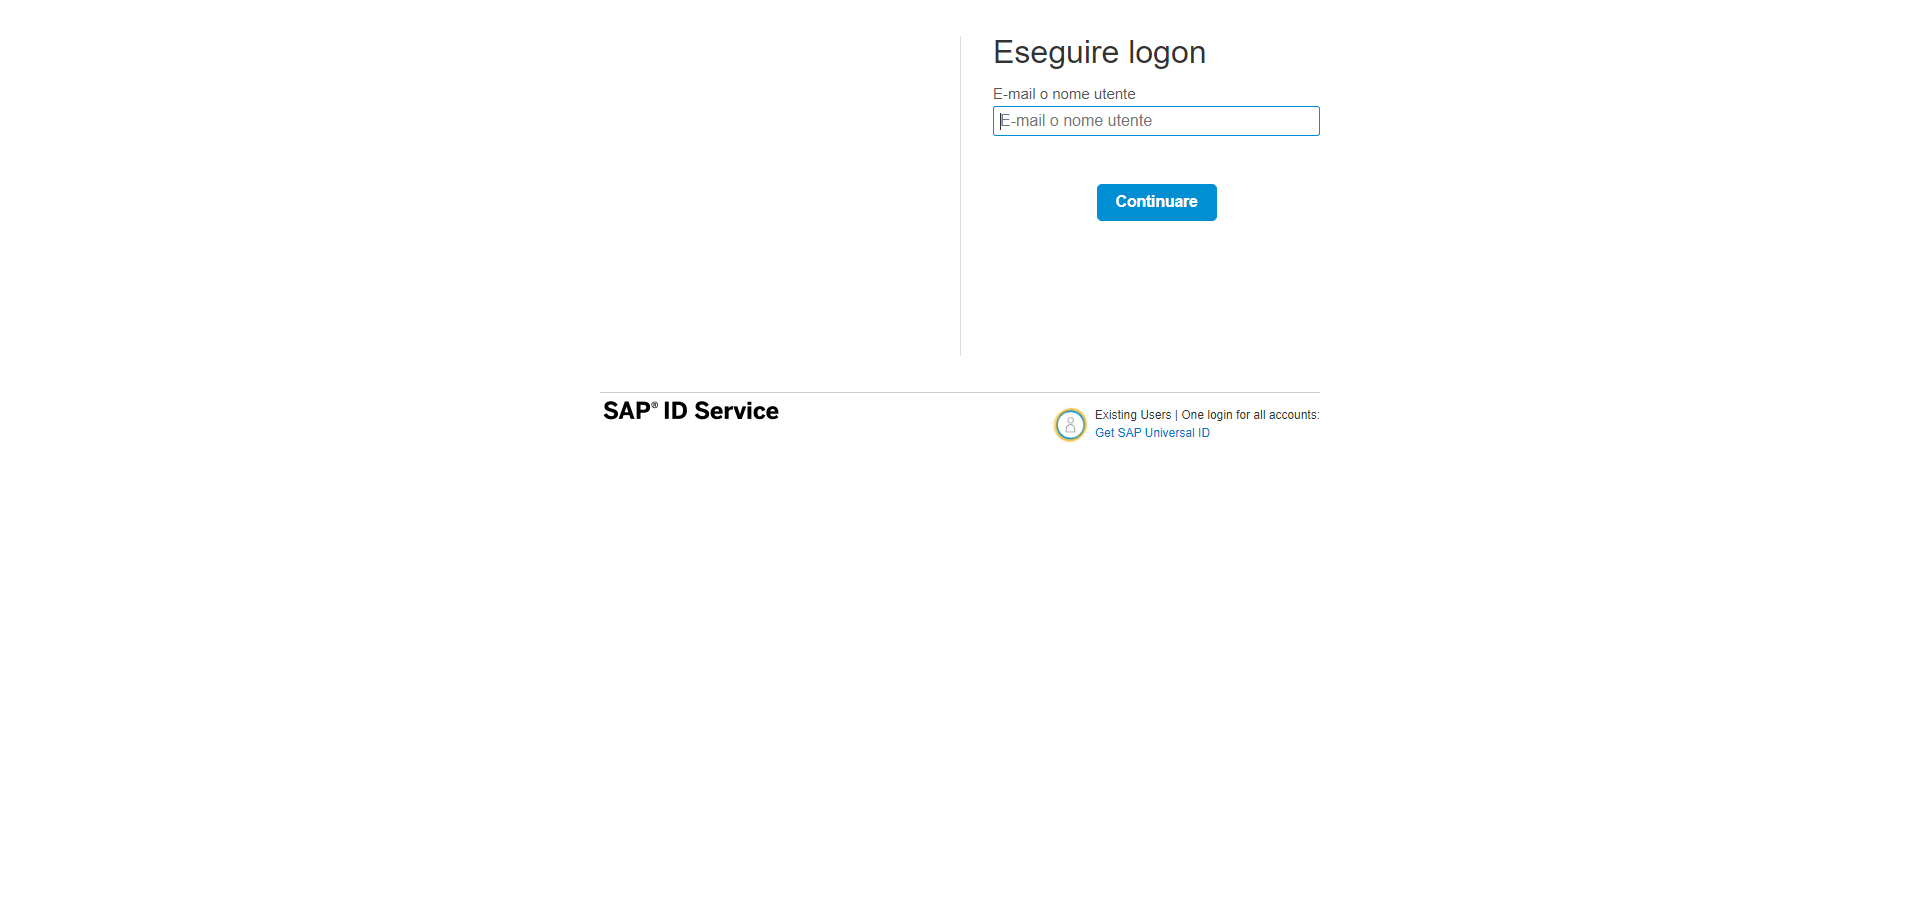 Eseguire logon
E-mail o nome utente
E-mail o nome utente
Continuare
SAP® ID Service
Existing Users | One login for all accounts:
Get SAP Universal ID